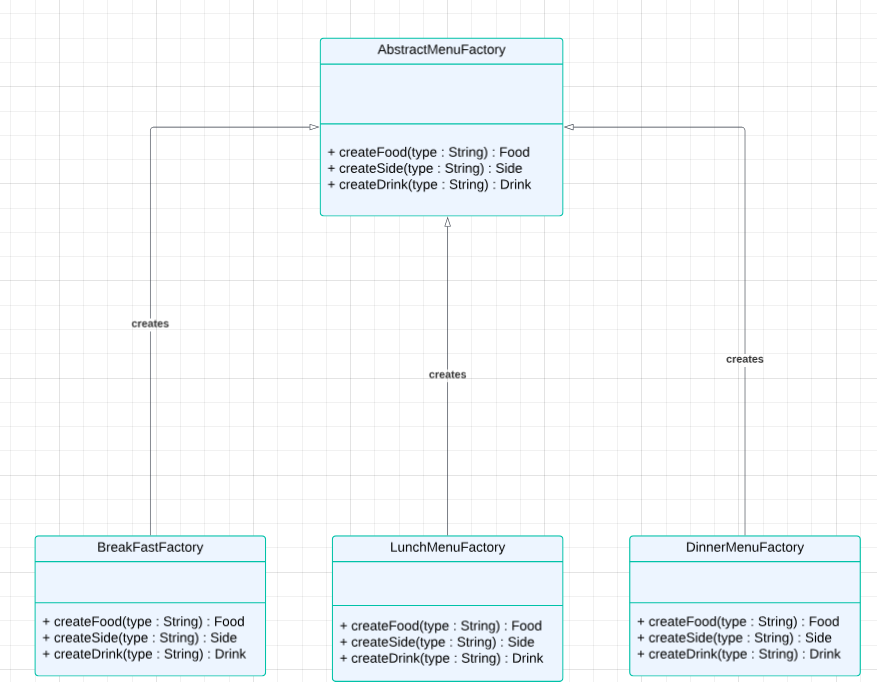 AbstractMenuFactory
+ createFood(type : String) : Food
+ createSide(type : String) : Side
+ createDrink(type : String) : Drink
creates
creates
creates
BreakFastFactory
+ createFood(type : String) : Food
+ createSide(type : String) : Side
+ createDrink(type : String) : Drink
LunchMenuFactory
+ createFood(type : String) : Food
+ createSide(type : String) : Side
+ createDrink(type : String) : Drink
DinnerMenuFactory
+ createFood(type : String) : Food
+ createSide(type : String) : Side
+ createDrink(type : String) : Drink